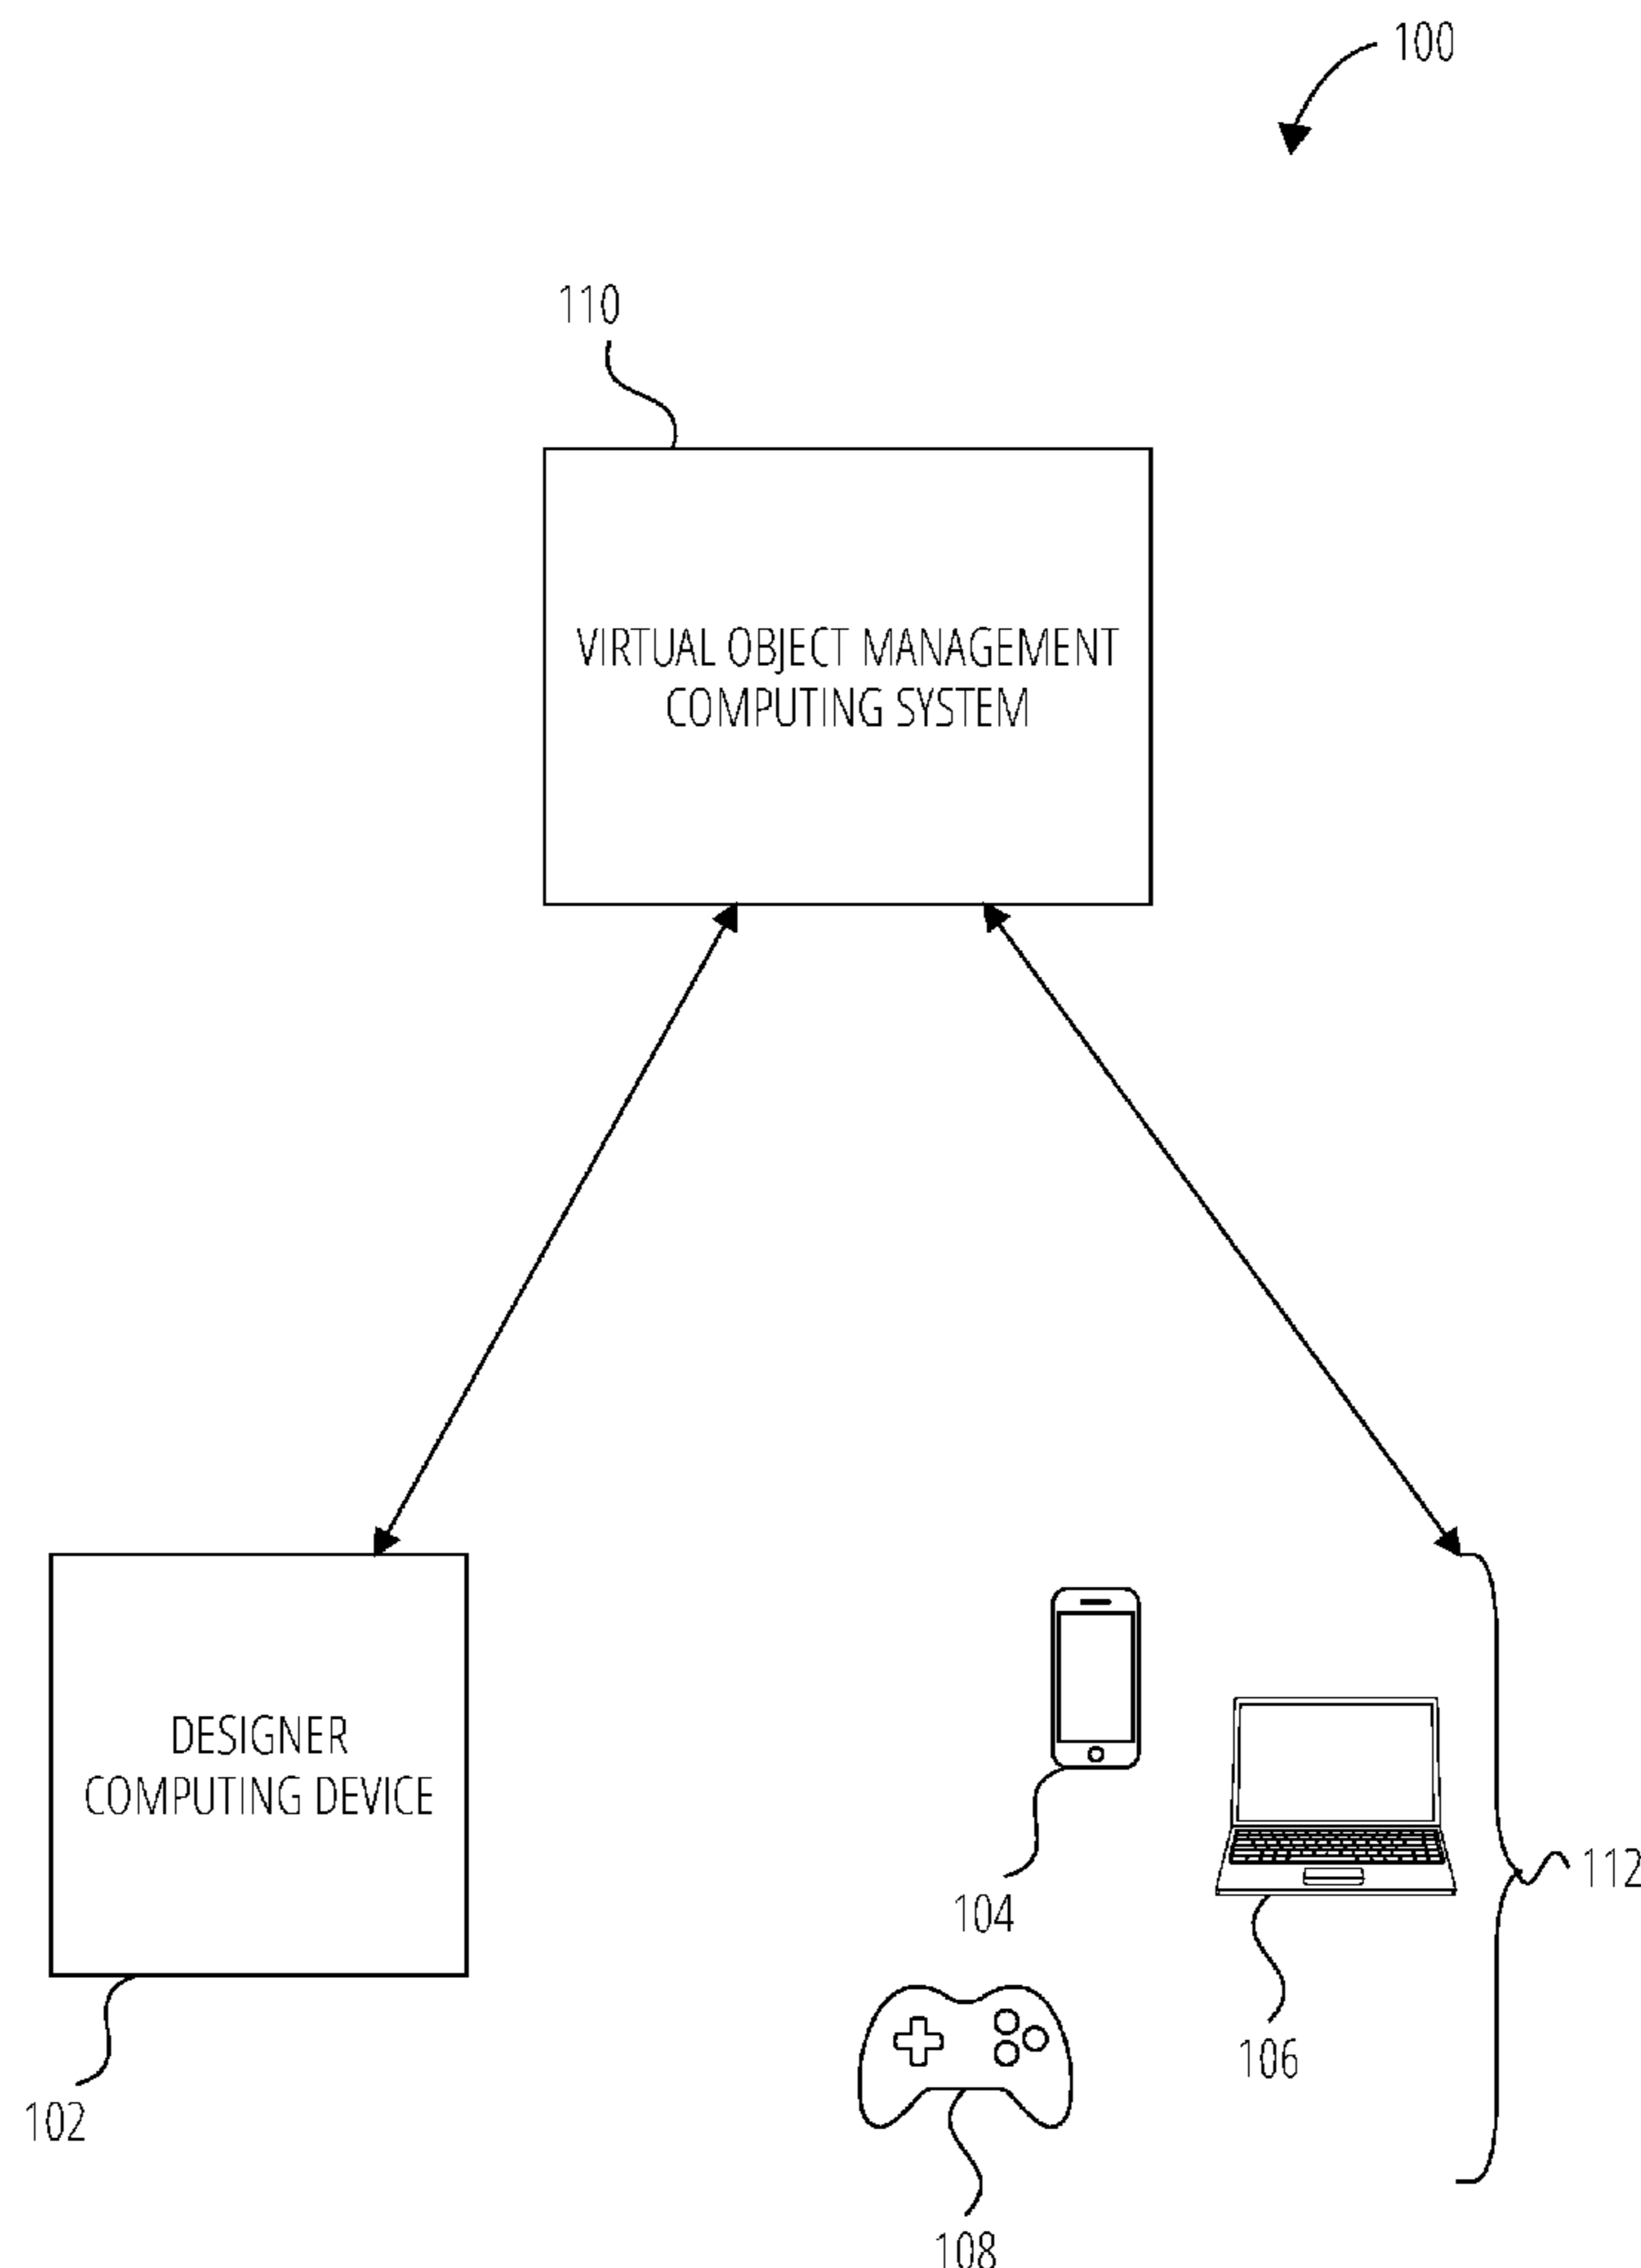 100
110
VIRTUAL OBJECT MANAGEMENT
COMPUTING SYSTEM
DESIGNER
COMPUTING DEVICE
112
104
106
102
108